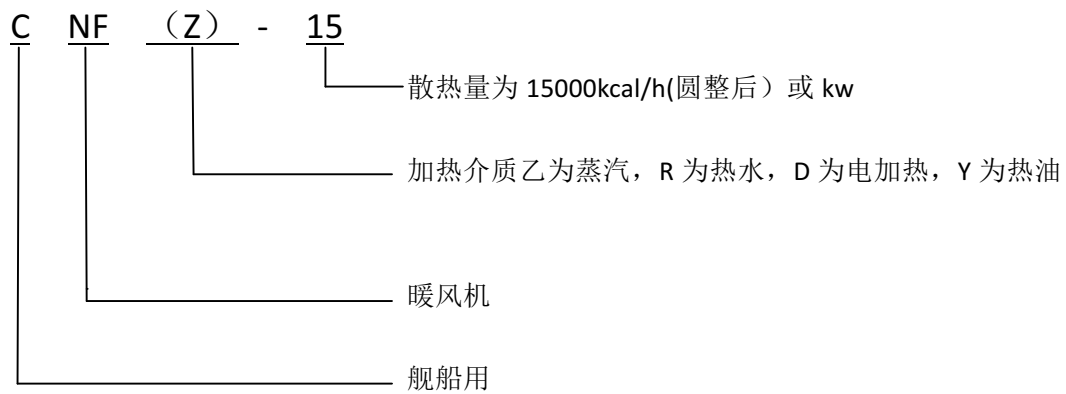 C NF （Z） - 15
散热量为 15000kcal/h(圆整后）或 kw
加热介质乙为蒸汽，R 为热水，D 为电加热，Y 为热油
暖风机
舰船用